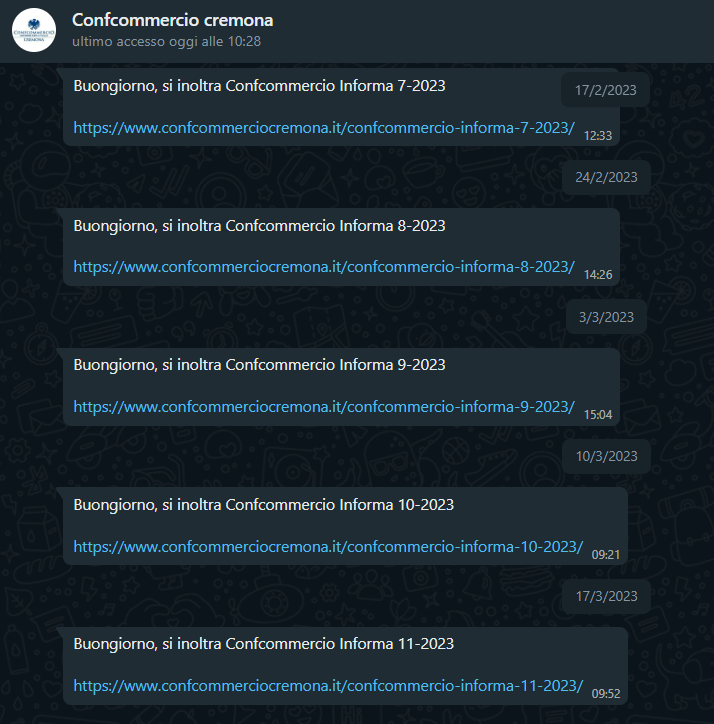 Confcommercio cremona
ultimo accesso oggi alle 10:28
17/2/2023
Buongiorno, si inoltra Confcommercio Informa 7-2023
https://www.confcommerciocremona.it/confcommercio-informa-7-2023/
12:33
24/2/2023
Buongiorno, si inoltra Confcommercio Informa 8-2023
https://www.confcommerciocremona.it/confcommercio-informa-8-2023/
14:26
3/3/2023
Buongiorno, si inoltra Confcommercio Informa 9-2023
https://www.confcommerciocremona.it/confcommercio-informa-9-2023/
15:04
10/3/2023
Buongiorno, si inoltra Confcommercio Informa 10-2023
https://www.confcommerciocremona.it/confcommercio-informa-10-2023/
09:21
17/3/2023
Buongiorno, si inoltra Confcommercio Informa 11-2023
https://www.confcommerciocremona.it/confcommercio-informa-11-2023/
09:52